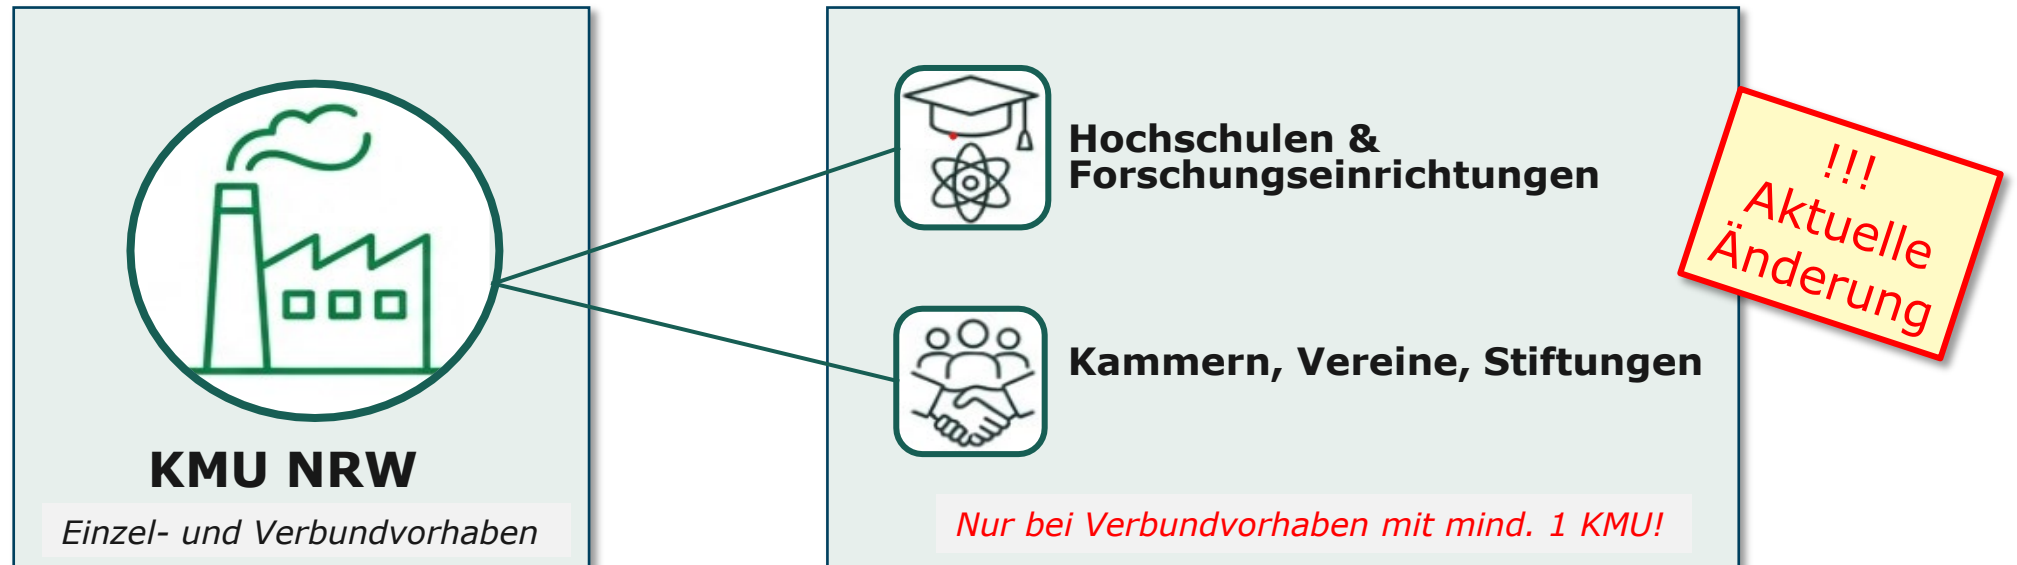 KMU NRW
Einzel- und Verbundvorhaben
Hochschulen &
Forschungseinrichtungen
Kammern, Vereine, Stiftungen
Nur bei Verbundvorhaben mit mind. 1 KMU!
!!!
Aktuelle
Änderung